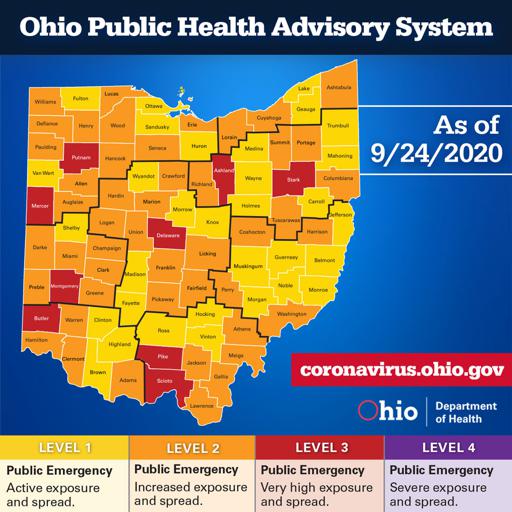 Ohio Public Health Advisory System
As of
9/24/2020
Williams
Fulton
Lucas
Ottawa
Lake
Ashtabula
Geauga
Cuyahoga
Defiance
Henry
Wood
Sandusky
Erie
Lorain
Trumbull
Paulding
Putnam
Hancock
Seneca
Huron
Medina
Summit
Portage
Mahoning
Van Wert
Allen
Wyandot
Crawford
Richland
Ashland
Wayne
Stark
Columbiana
Mercer
Auglaize
Hardin
Marion
Morrow
Holmes
Carroll
Jefferson
Shelby
Logan
Union
Delaware
Knox
Coshocton
Tuscarawas
Harrison
Darke
Miami
Champaign
Clark
Franklin
Licking
Muskingum
Guernsey
Belmont
Preble
Montgomery
Greene
Madison
Fayette
Pickaway
Fairfield
Perry
Morgan
Noble
Monroe
Butler
Warren
Clinton
Ross
Hocking
Athens
Washington
Hamilton
Clermont
Highland
Vinton
Meigs
Brown
Adams
Pike
Scioto
Jackson
Gallia
Lawrence
coronavirus.ohio.gov
Ohio
Department
of Health
LEVEL 1
Public Emergency
Active exposure
and spread.
LEVEL 2
Public Emergency
Increased exposure
and spread.
LEVEL 3
Public Emergency
Very high exposure
and spread.
LEVEL 4
Public Emergency
Severe exposure
and spread.